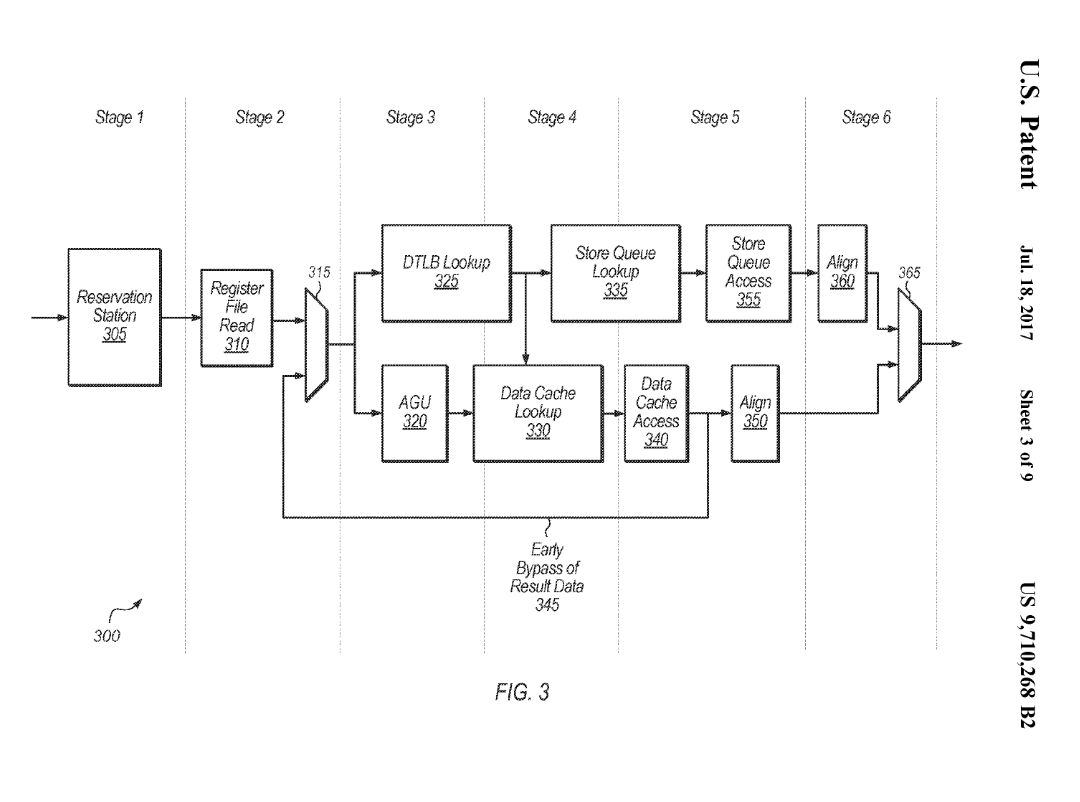 U.S. Patent
Jul. 18, 2017
Sheet 3 of 9
US 9,710,268 B2
Stage 1
Stage 2
Stage 3
Stage 4
Stage 5
Stage 6
Reservation
Station
305
Register
File
Read
310
315
DTLB Lookup
325
Store Queue
Lookup
335
Store
Queue
Access
355
Align
360
365
AGU
320
Data Cache
Lookup
330
Data
Cache
Access
340
Align
350
Early
Bypass of
Result Data
345
300
FIG. 3